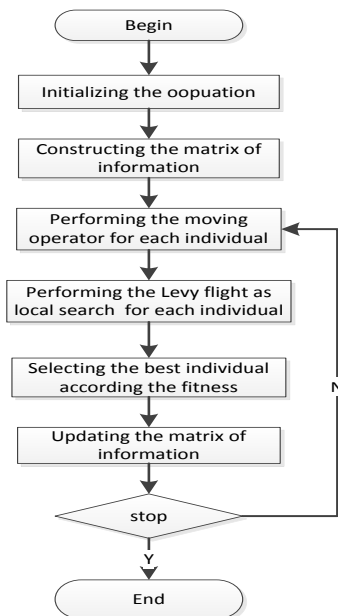 Begin
Initializing the oopuation
Constructing the matrix of
information
Performing the moving
operator for each individual
Performing the Levy flight as
local search for each individual
Selecting the best individual
according the fitness
N
Updating the matrix of
information
stop
Y
End